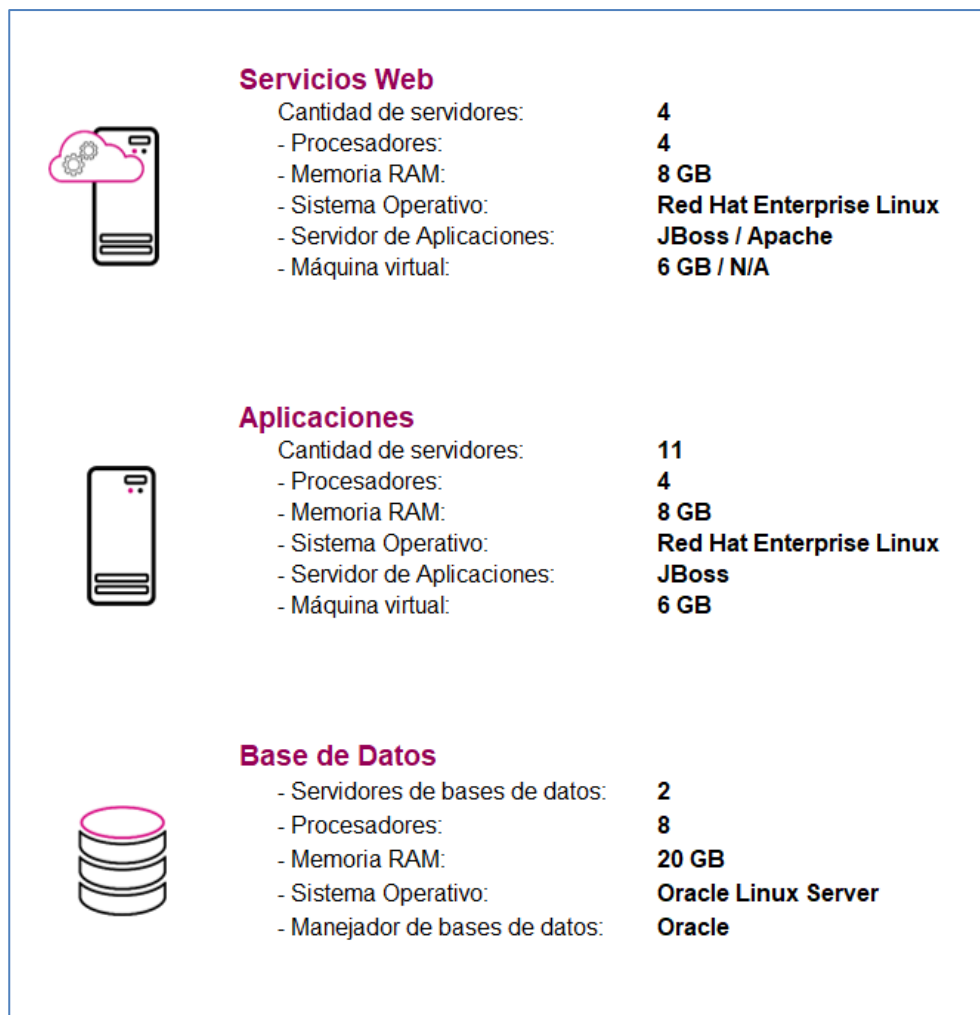 Servicios Web
Cantidad de servidores: 4
- Procesadores: 4
- Memoria RAM: 8 GB
- Sistema Operativo: Red Hat Enterprise Linux
- Servidor de Aplicaciones: JBoss / Apache
- Máquina virtual: 6 GB / N/A
Aplicaciones
Cantidad de servidores: 11
- Procesadores: 4
- Memoria RAM: 8 GB
- Sistema Operativo: Red Hat Enterprise Linux
- Servidor de Aplicaciones: JBoss
- Máquina virtual: 6 GB
Base de Datos
- Servidores de bases de datos: 2
- Procesadores: 8
- Memoria RAM: 20 GB
- Sistema Operativo: Oracle Linux Server
- Manejador de bases de datos: Oracle